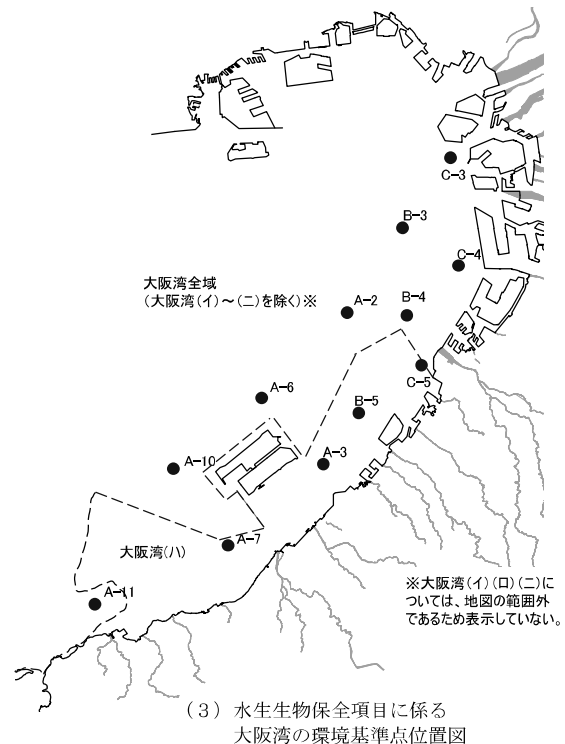 C-3
B-3
C-4
大阪湾全域
(大阪湾(イ)~(ニ)を除く)※
A-2
B-4
C-5
A-6
B-5
A-10
A-3
大阪湾(ハ)
A-7
A-11
※大阪湾(イ)(ロ)(ニ)に
ついては、地図の範囲外
であるため表示していない。
(3) 水生生物保全項目に係る
大阪湾の環境基準点位置図